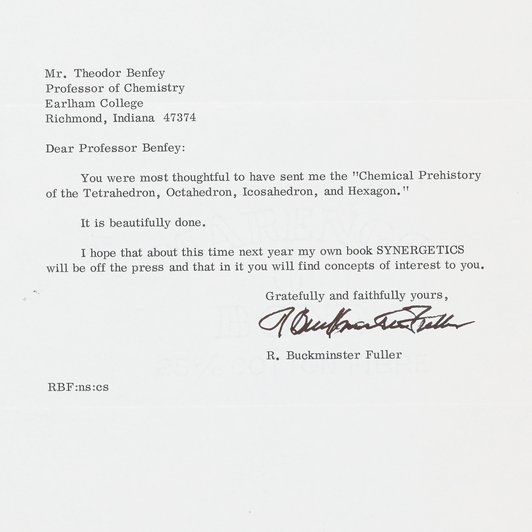 Mr. Theodor Benfey
Professor of Chemistry
Earlham College
Richmond, Indiana 47374
Dear Professor Benfey:
You were most thoughtful to have sent me the "Chemical Prehistory
of the Tetrahedron, Octahedron, Icosahedron, and Hexagon."
It is beautifully done.
I hope that about this time next year my own book SYNERGETICS
will be off the press and that in it you will find concepts of interest to you.
Gratefully and faithfully yours,
R Buckminster Fuller
R. Buckminster Fuller
RBF:ns:cs